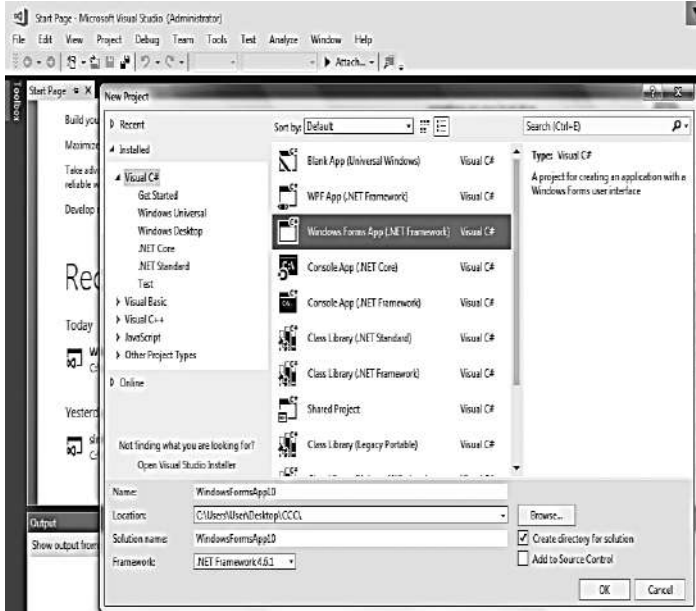 Start Page - Microsoft Visual Studio (Administrator)
File Edit View Project Debug Team Tools Test Analyze Window Help
Attach...
Toolbox
Start Page
New Project
Build you
Maximize
Take adv
reliable w
Develop
Rec
Today
W
C:
Yesterd
C:
Output
Show output from
Recent
Installed
Visual C#
Get Started
Windows Universal
Windows Desktop
.NET Core
.NET Standard
Test
Visual Basic
Visual C++
JavaScript
Other Project Types
Online
Not finding what you are looking for?
Open Visual Studio Installer
Sort by: Default
Blank App (Universal Windows) Visual C#
WPF App (.NET Framework) Visual C#
Windows Forms App (.NET Framework) Visual C#
Console App (.NET Core) Visual C#
Console App (.NET Framework) Visual C#
Class Library (.NET Standard) Visual C#
Class Library (.NET Framework) Visual C#
Shared Project Visual C#
Class Library (Legacy Portable) Visual C#
Search (Ctrl+E)
Type: Visual C#
A project for creating an application with a
Windows Forms user interface
Name: WindowsFormsApp10
Location: C:\Users\User\Desktop\CCC\
Browse...
Solution name: WindowsFormsApp10
Create directory for solution
Framework: .NET Framework 4.6.1
Add to Source Control
OK Cancel